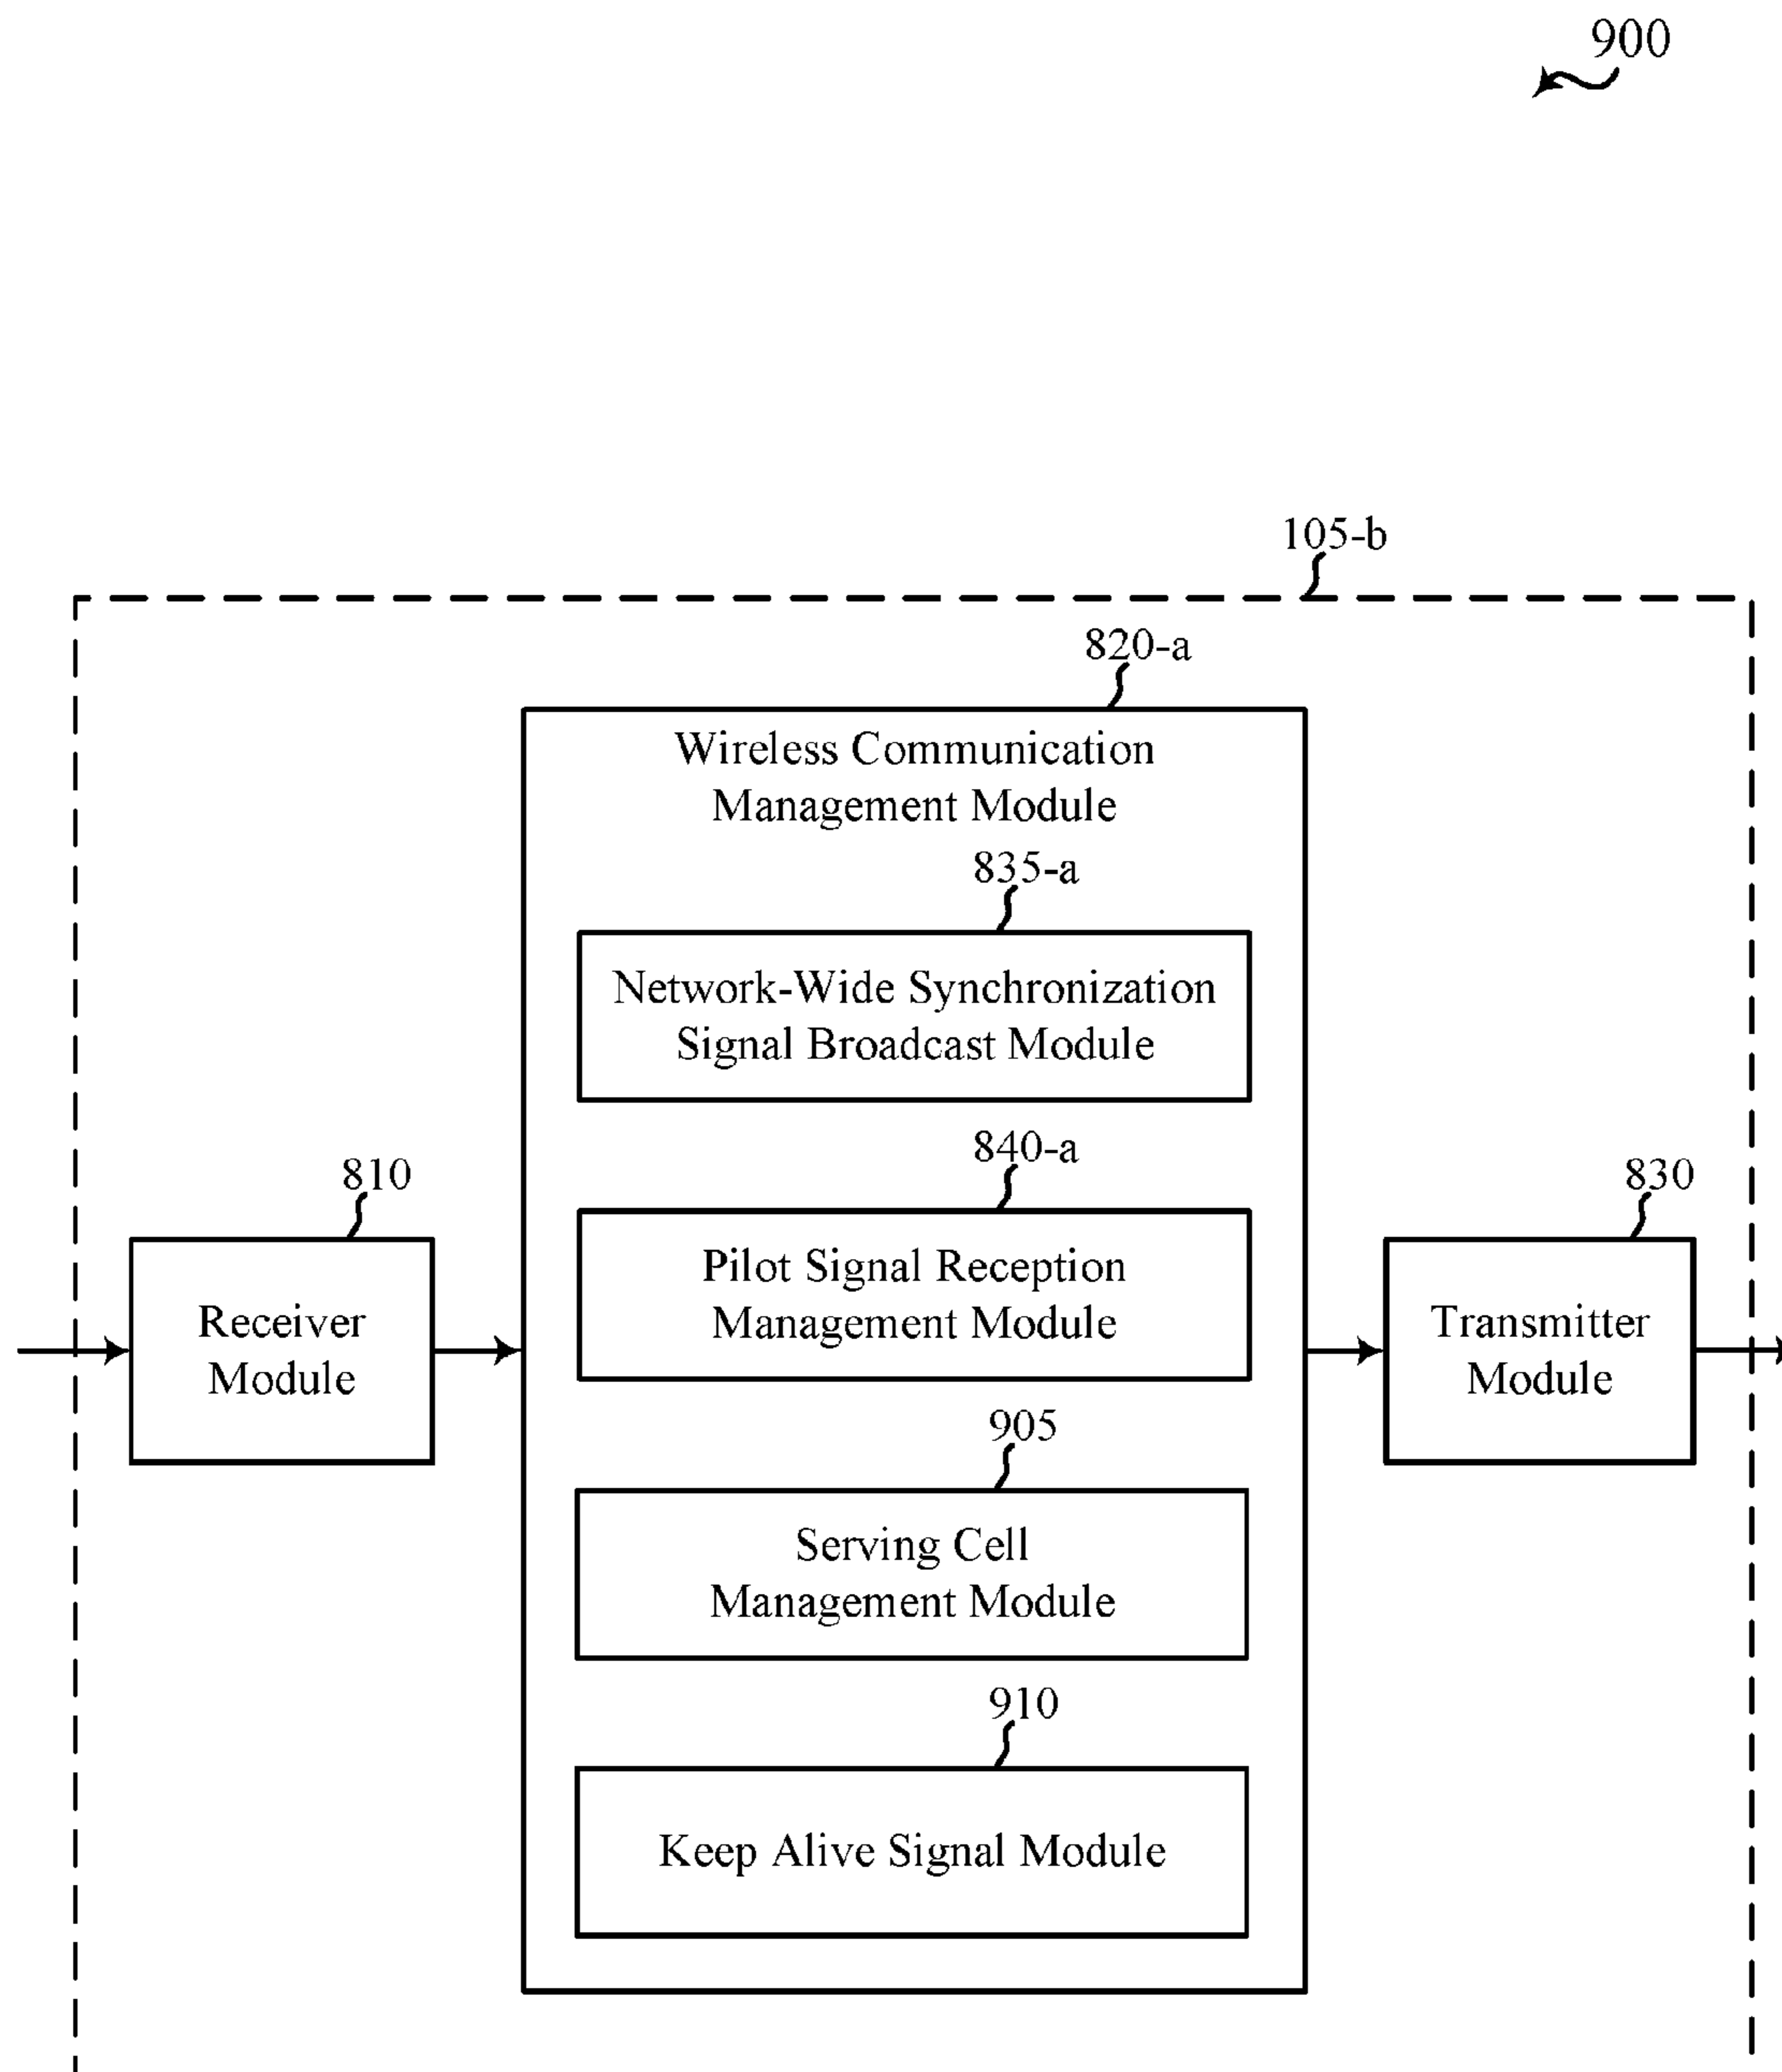 900
105-b
820-a
Wireless Communication
Management Module
835-a
Network-Wide Synchronization
Signal Broadcast Module
840-a
Pilot Signal Reception
Management Module
810
Receiver
Module
830
Transmitter
Module
905
Serving Cell
Management Module
910
Keep Alive Signal Module